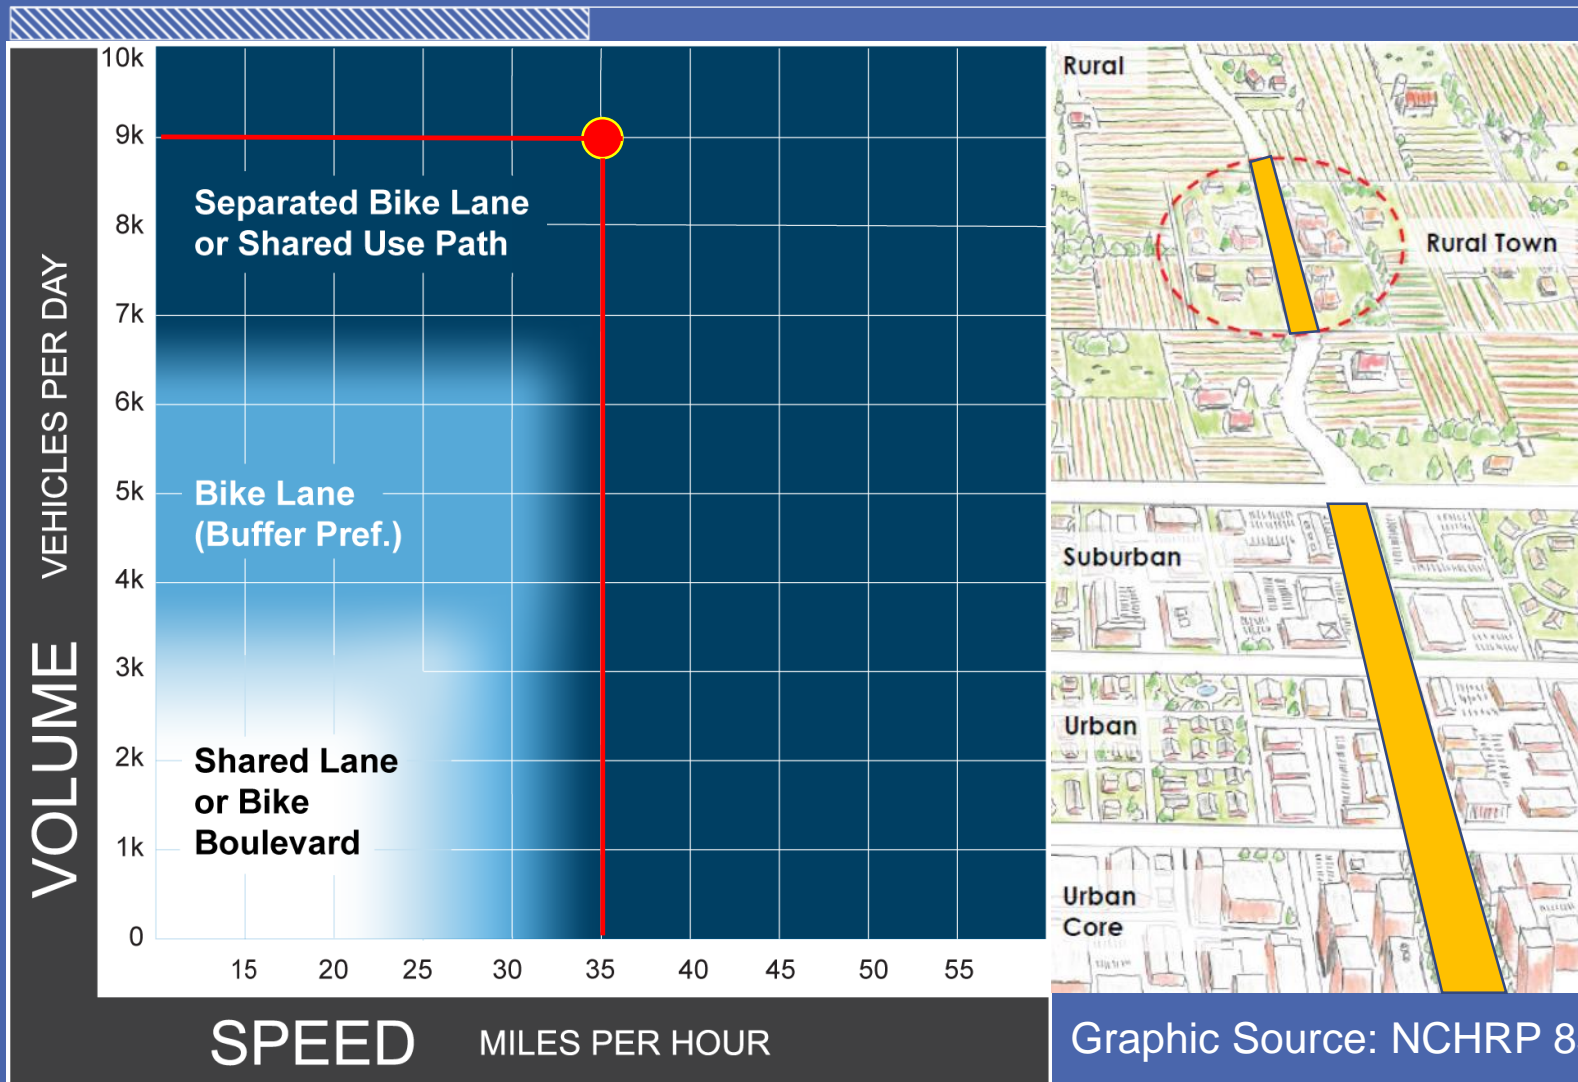 10k
9k
8k
7k
6k
5k
4k
3k
2k
1k
0
VOLUME VEHICLES PER DAY
Separated Bike Lane
or Shared Use Path
Bike Lane
(Buffer Pref.)
Shared Lane
or Bike
Boulevard
15 20 25 30 35 40 45 50 55
SPEED MILES PER HOUR
Rural
Rural Town
Suburban
Urban
Urban
Core
Graphic Source: NCHRP 8